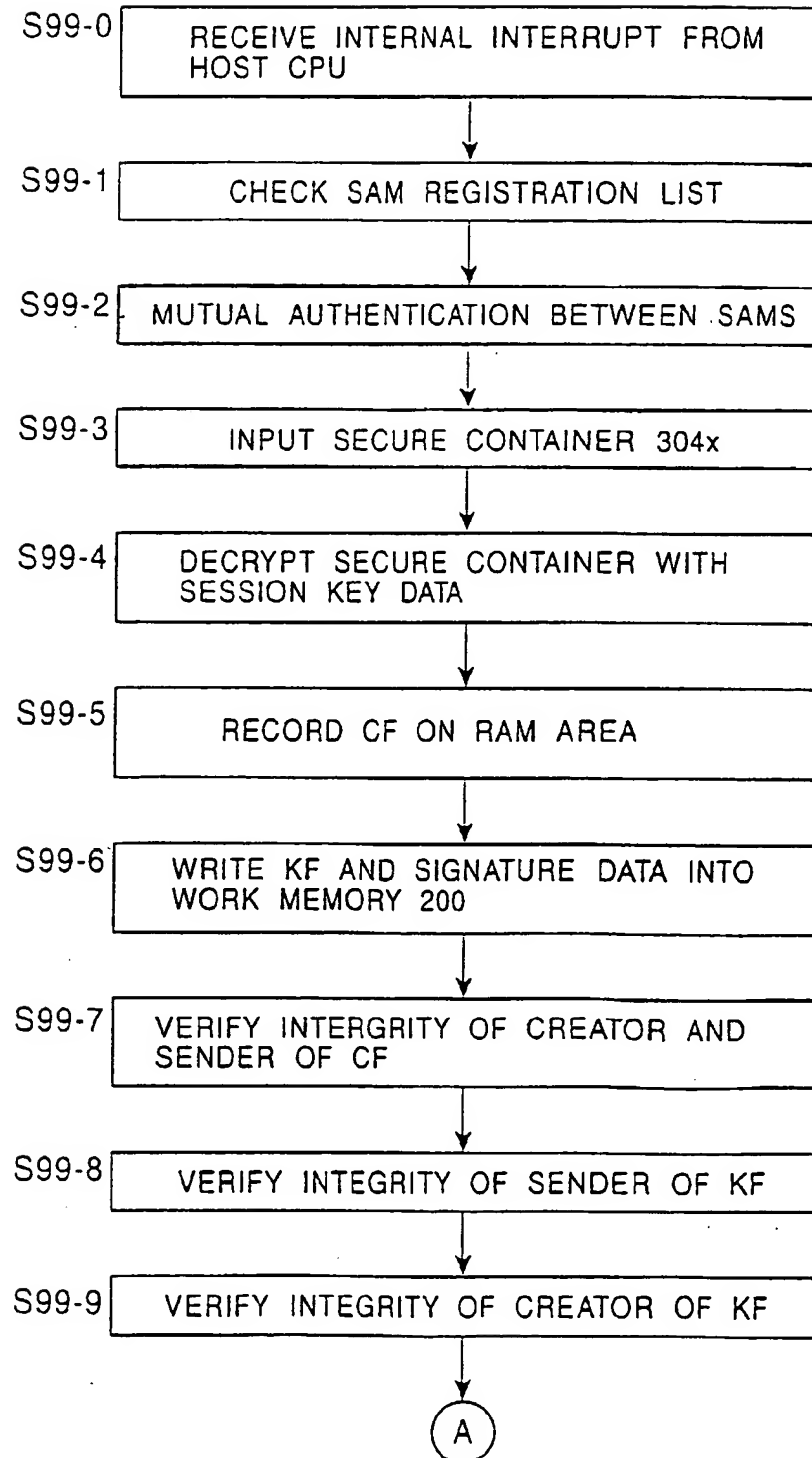 S99-0
RECEIVE INTERNAL INTERRUPT FROM
HOST CPU
S99-1
CHECK SAM REGISTRATION LIST
S99-2
MUTUAL AUTHENTICATION BETWEEN SAMS
S99-3
INPUT SECURE CONTAINER 304x
S99-4
DECRYPT SECURE CONTAINER WITH
SESSION KEY DATA
S99-5
RECORD CF ON RAM AREA
S99-6
WRITE KF AND SIGNATURE DATA INTO
WORK MEMORY 200
S99-7
VERIFY INTERGRITY OF CREATOR AND
SENDER OF CF
S99-8
VERIFY INTEGRITY OF SENDER OF KF
S99-9
VERIFY INTEGRITY OF CREATOR OF KF
A